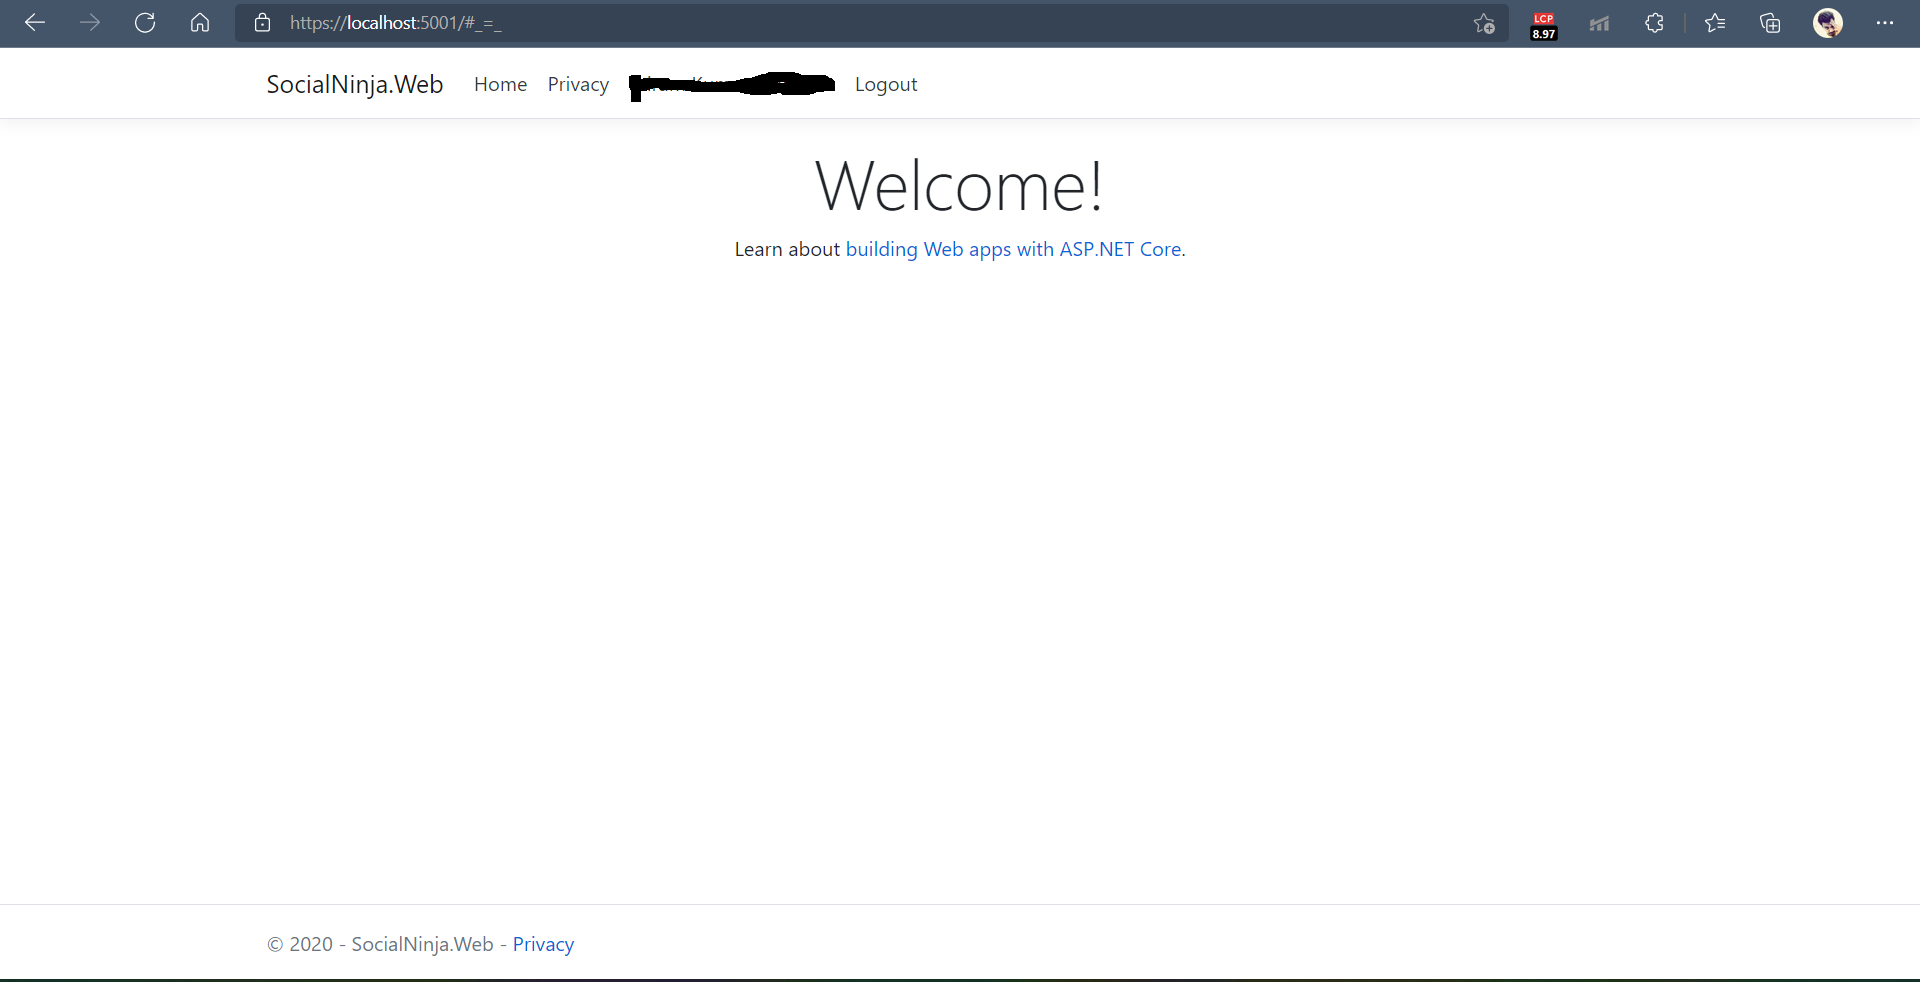 https://localhost:5001/#_=_
LCP
8.97
SocialNinja.Web Home Privacy Logout
Welcome!
Learn about building Web apps with ASP.NET Core.
© 2020 - SocialNinja.Web - Privacy